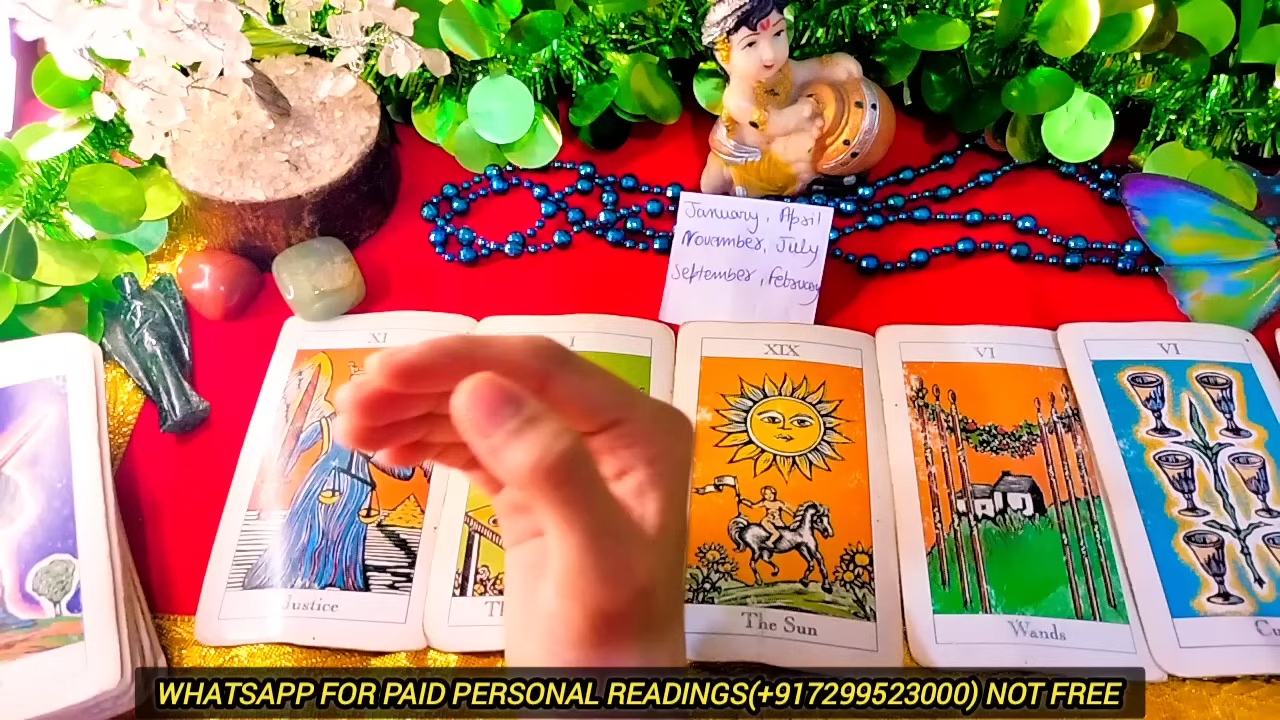 January, April
November, July
September, February
XI
I
XIX
VI
VI
Justice
The Sun
Wands
WHATSAPP FOR PAID PERSONAL READINGS(+917299523000) NOT FREE